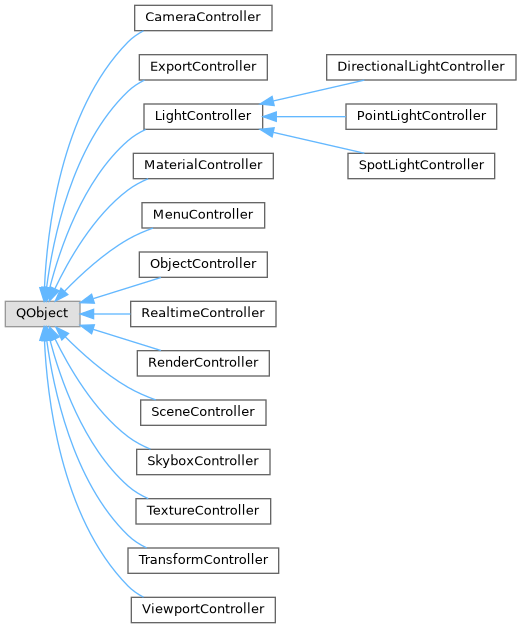 CameraController
ExportController
DirectionalLightController
LightController
PointLightController
MaterialController
SpotLightController
MenuController
ObjectController
QObject
RealtimeController
RenderController
SceneController
SkyboxController
TextureController
TransformController
ViewportController